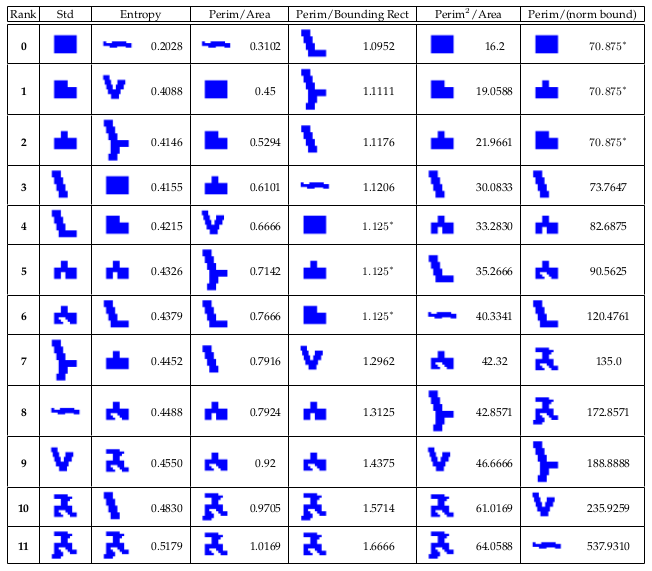 Rank Std Entropy Perim/Area Perim/Bounding Rect Perim²/Area Perim/(norm bound)
0 0.2028 0.3102 1.0952 16.2 70.875*
1 0.4088 0.45 1.1111 19.0588 70.875*
2 0.4146 0.5294 1.1176 21.9661 70.875*
3 0.4155 0.6101 1.1206 30.0833 73.7647
4 0.4215 0.6666 1.125* 33.2830 82.6875
5 0.4326 0.7142 1.125* 35.2666 90.5625
6 0.4379 0.7666 1.125* 40.3341 120.4761
7 0.4452 0.7916 1.2962 42.32 135.0
8 0.4488 0.7924 1.3125 42.8571 172.8571
9 0.4550 0.92 1.4375 46.6666 188.8888
10 0.4830 0.9705 1.5714 61.0169 235.9259
11 0.5179 1.0169 1.6666 64.0588 537.9310